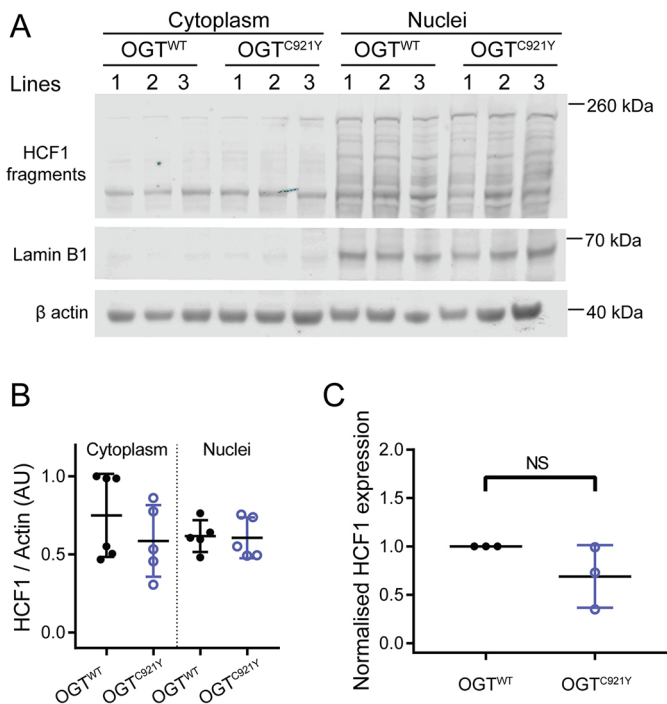 A
Cytoplasm Nuclei
OGTWT OGTC921Y OGTWT OGTC921Y
Lines 1 2 3 1 2 3 1 2 3 1 2 3
260 kDa
HCF1
fragments
70 kDa
Lamin B1
β actin
40 kDa
B
Cytoplasm Nuclei
HCF1 / Actin (AU)
1.0
0.5
0.0
OGTWT OGTC921Y OGTWT OGTC921Y
C
Normalised HCF1 expression
2.0
1.5
1.0
0.5
0.0
NS
OGTWT OGTC921Y